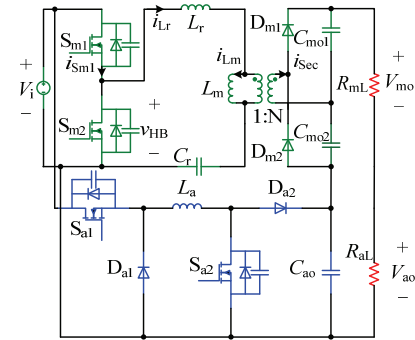 i_Lr L_r D_m1 C_mo1
S_m1
i_Sm1 i_Lm i_Sec
+ +
V_i L_m R_mL V_mo
− + 1:N −
S_m2 v_HB
− D_m2 C_mo2
C_r
L_a D_a2
S_a1
R_aL +
D_a1 S_a2 C_ao V_ao
−